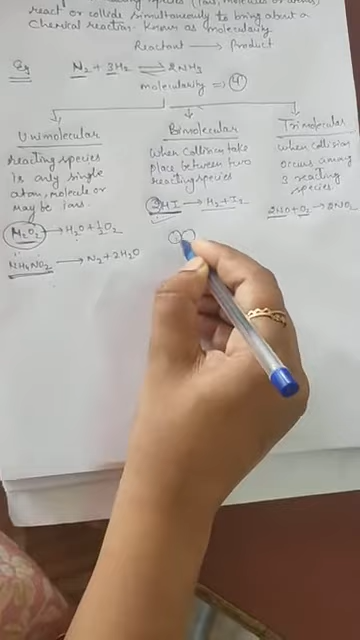 react or collide simultaneously to bring about a
Chemical reaction. Known as molecularity
Reactant → Product
Eg N2 + 3H2 ⇌ 2NH3
molecularity => 4
Unimolecular
Reacting species
is any single
atom, molecule or
may be ions.
H2O2 → H2O + ½O2
NH4NO2 → N2 + 2H2O
Bimolecular
When Collision take
place between two
reacting species
2HI → H2 + I2
Trimolecular
When collision
occurs among
3 reacting
species.
2NO + O2 → 2NO2